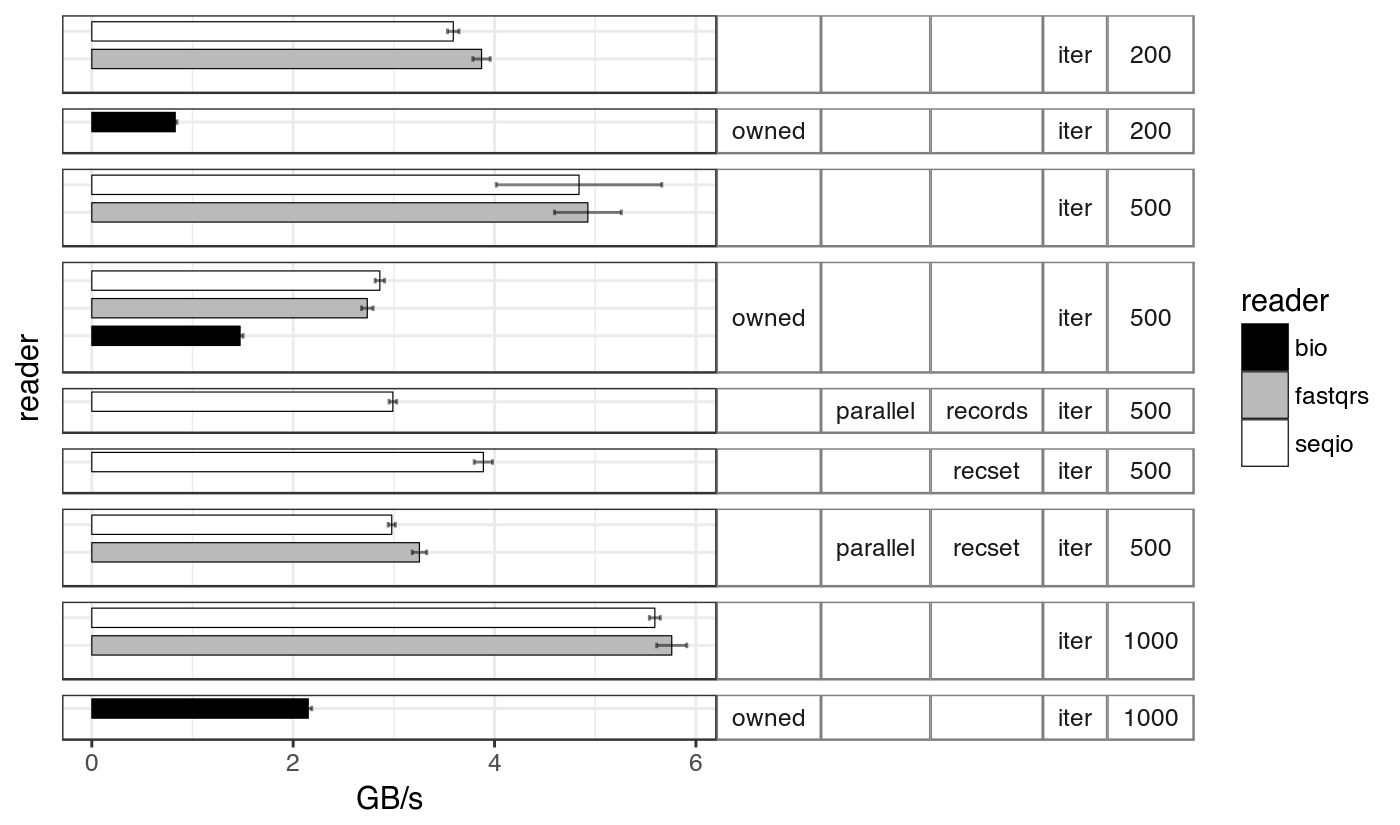 iter 200
owned iter 200
iter 500
owned iter 500
parallel records iter 500
recset iter 500
parallel recset iter 500
iter 1000
owned iter 1000
reader
0 2 4 6
GB/s
reader
bio
fastqrs
seqio